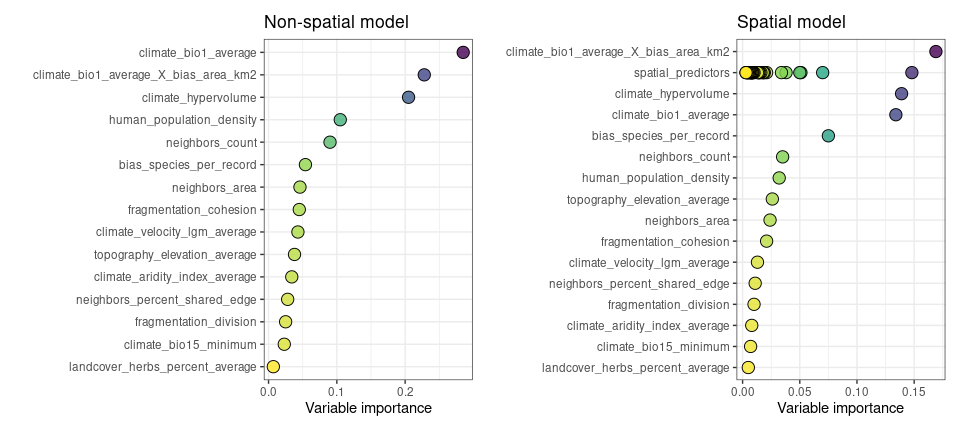 Non-spatial model
climate_bio1_average
climate_bio1_average_X_bias_area_km2
climate_hypervolume
human_population_density
neighbors_count
bias_species_per_record
neighbors_area
fragmentation_cohesion
climate_velocity_lgm_average
topography_elevation_average
climate_aridity_index_average
neighbors_percent_shared_edge
fragmentation_division
climate_bio15_minimum
landcover_herbs_percent_average
0.0 0.1 0.2
Variable importance
Spatial model
climate_bio1_average_X_bias_area_km2
spatial_predictors
climate_hypervolume
climate_bio1_average
bias_species_per_record
neighbors_count
human_population_density
topography_elevation_average
neighbors_area
fragmentation_cohesion
climate_velocity_lgm_average
neighbors_percent_shared_edge
fragmentation_division
climate_aridity_index_average
climate_bio15_minimum
landcover_herbs_percent_average
0.00 0.05 0.10 0.15
Variable importance